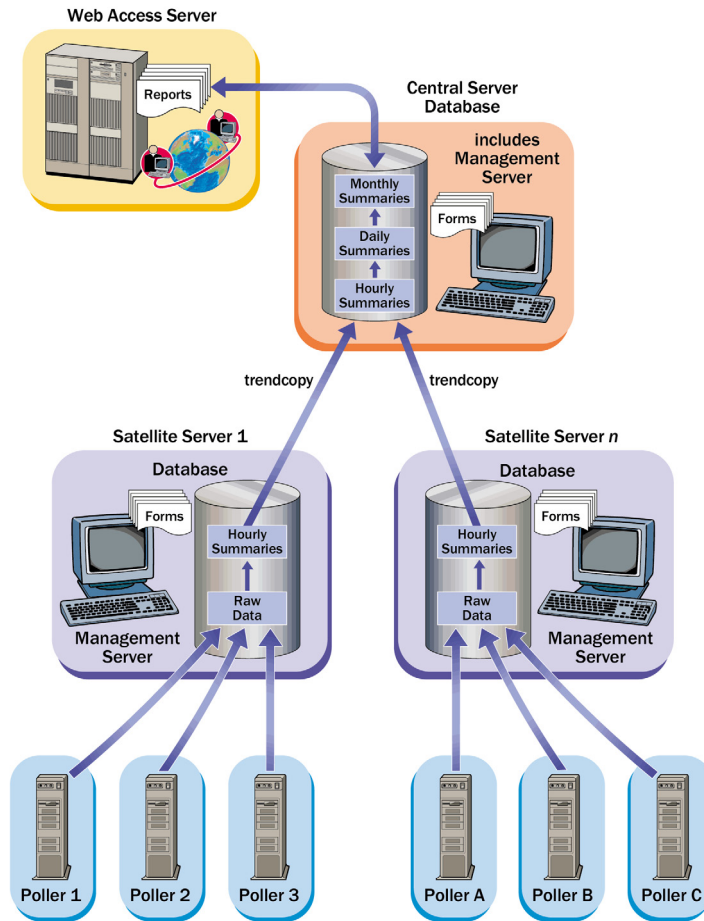 Web Access Server
Reports
Central Server
Database
includes
Management
Server
Monthly
Summaries
Daily
Summaries
Hourly
Summaries
Forms
trendcopy
trendcopy
Satellite Server 1
Database
Forms
Hourly
Summaries
Raw
Data
Management
Server
Satellite Server n
Database
Forms
Hourly
Summaries
Raw
Data
Management
Server
Poller 1
Poller 2
Poller 3
Poller A
Poller B
Poller C